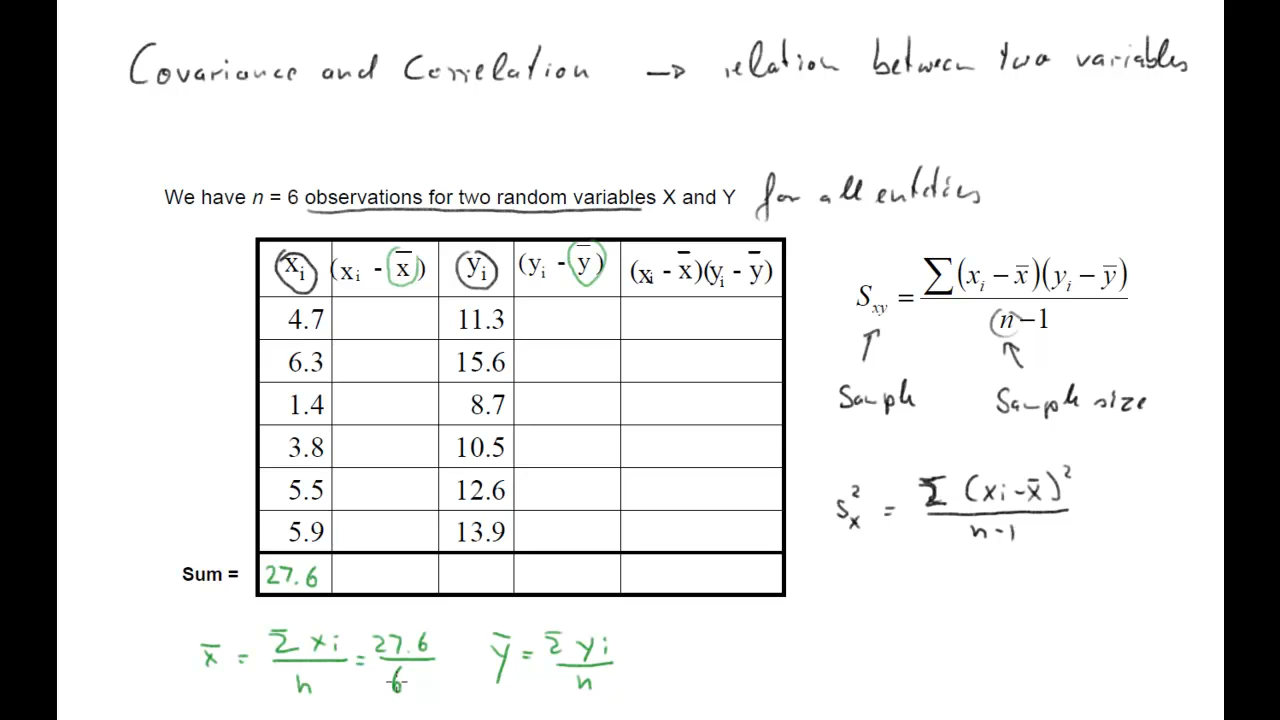 Covariance and Correlation → relation between two variables
We have n = 6 observations for two random variables X and Y for all entities
xᵢ (xᵢ - x̅) yᵢ (yᵢ - y̅) (xᵢ - x̅)(yᵢ - y̅)
4.7 11.3
6.3 15.6
1.4 8.7
3.8 10.5
5.5 12.6
5.9 13.9
Sum = 27.6
x̅ = Σ xi / n = 27.6 / 6 y̅ = Σ yi / n
Sxy = ∑(xᵢ − x̅)(yᵢ − y̅) / n−1
Sample Sample size
Sx² = Σ (xi - x̅)² / n-1